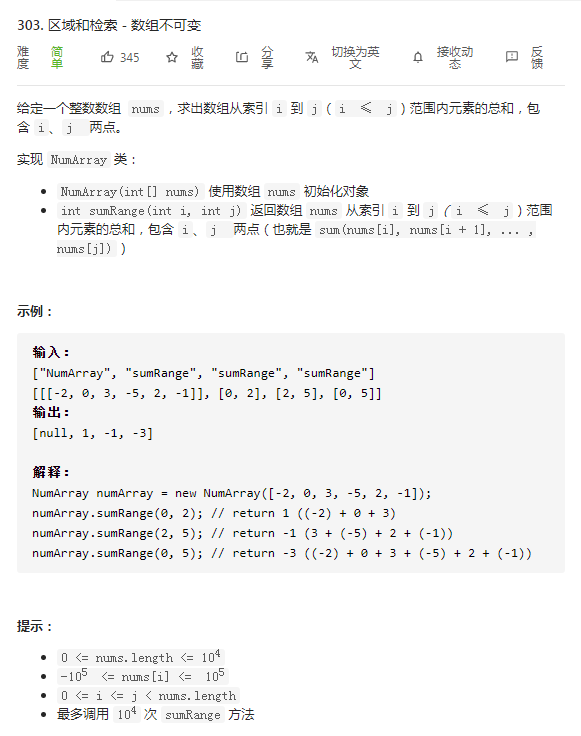 303. 区域和检索 - 数组不可变
难度 简单 345 收藏 分享 切换为英文 接收动态 反馈
给定一个整数数组 nums，求出数组从索引 i 到 j（i ≤ j）范围内元素的总和，包
含 i、j 两点。
实现 NumArray 类：
• NumArray(int[] nums) 使用数组 nums 初始化对象
• int sumRange(int i, int j) 返回数组 nums 从索引 i 到 j（i ≤ j）范围
内元素的总和，包含 i、j 两点（也就是 sum(nums[i], nums[i + 1], ... ,
nums[j])）
示例：
输入：
["NumArray", "sumRange", "sumRange", "sumRange"]
[[[-2, 0, 3, -5, 2, -1]], [0, 2], [2, 5], [0, 5]]
输出：
[null, 1, -1, -3]
解释：
NumArray numArray = new NumArray([-2, 0, 3, -5, 2, -1]);
numArray.sumRange(0, 2); // return 1 ((-2) + 0 + 3)
numArray.sumRange(2, 5); // return -1 (3 + (-5) + 2 + (-1))
numArray.sumRange(0, 5); // return -3 ((-2) + 0 + 3 + (-5) + 2 + (-1))
提示：
• 0 <= nums.length <= 10⁴
• -10⁵ <= nums[i] <= 10⁵
• 0 <= i <= j < nums.length
• 最多调用 10⁴ 次 sumRange 方法